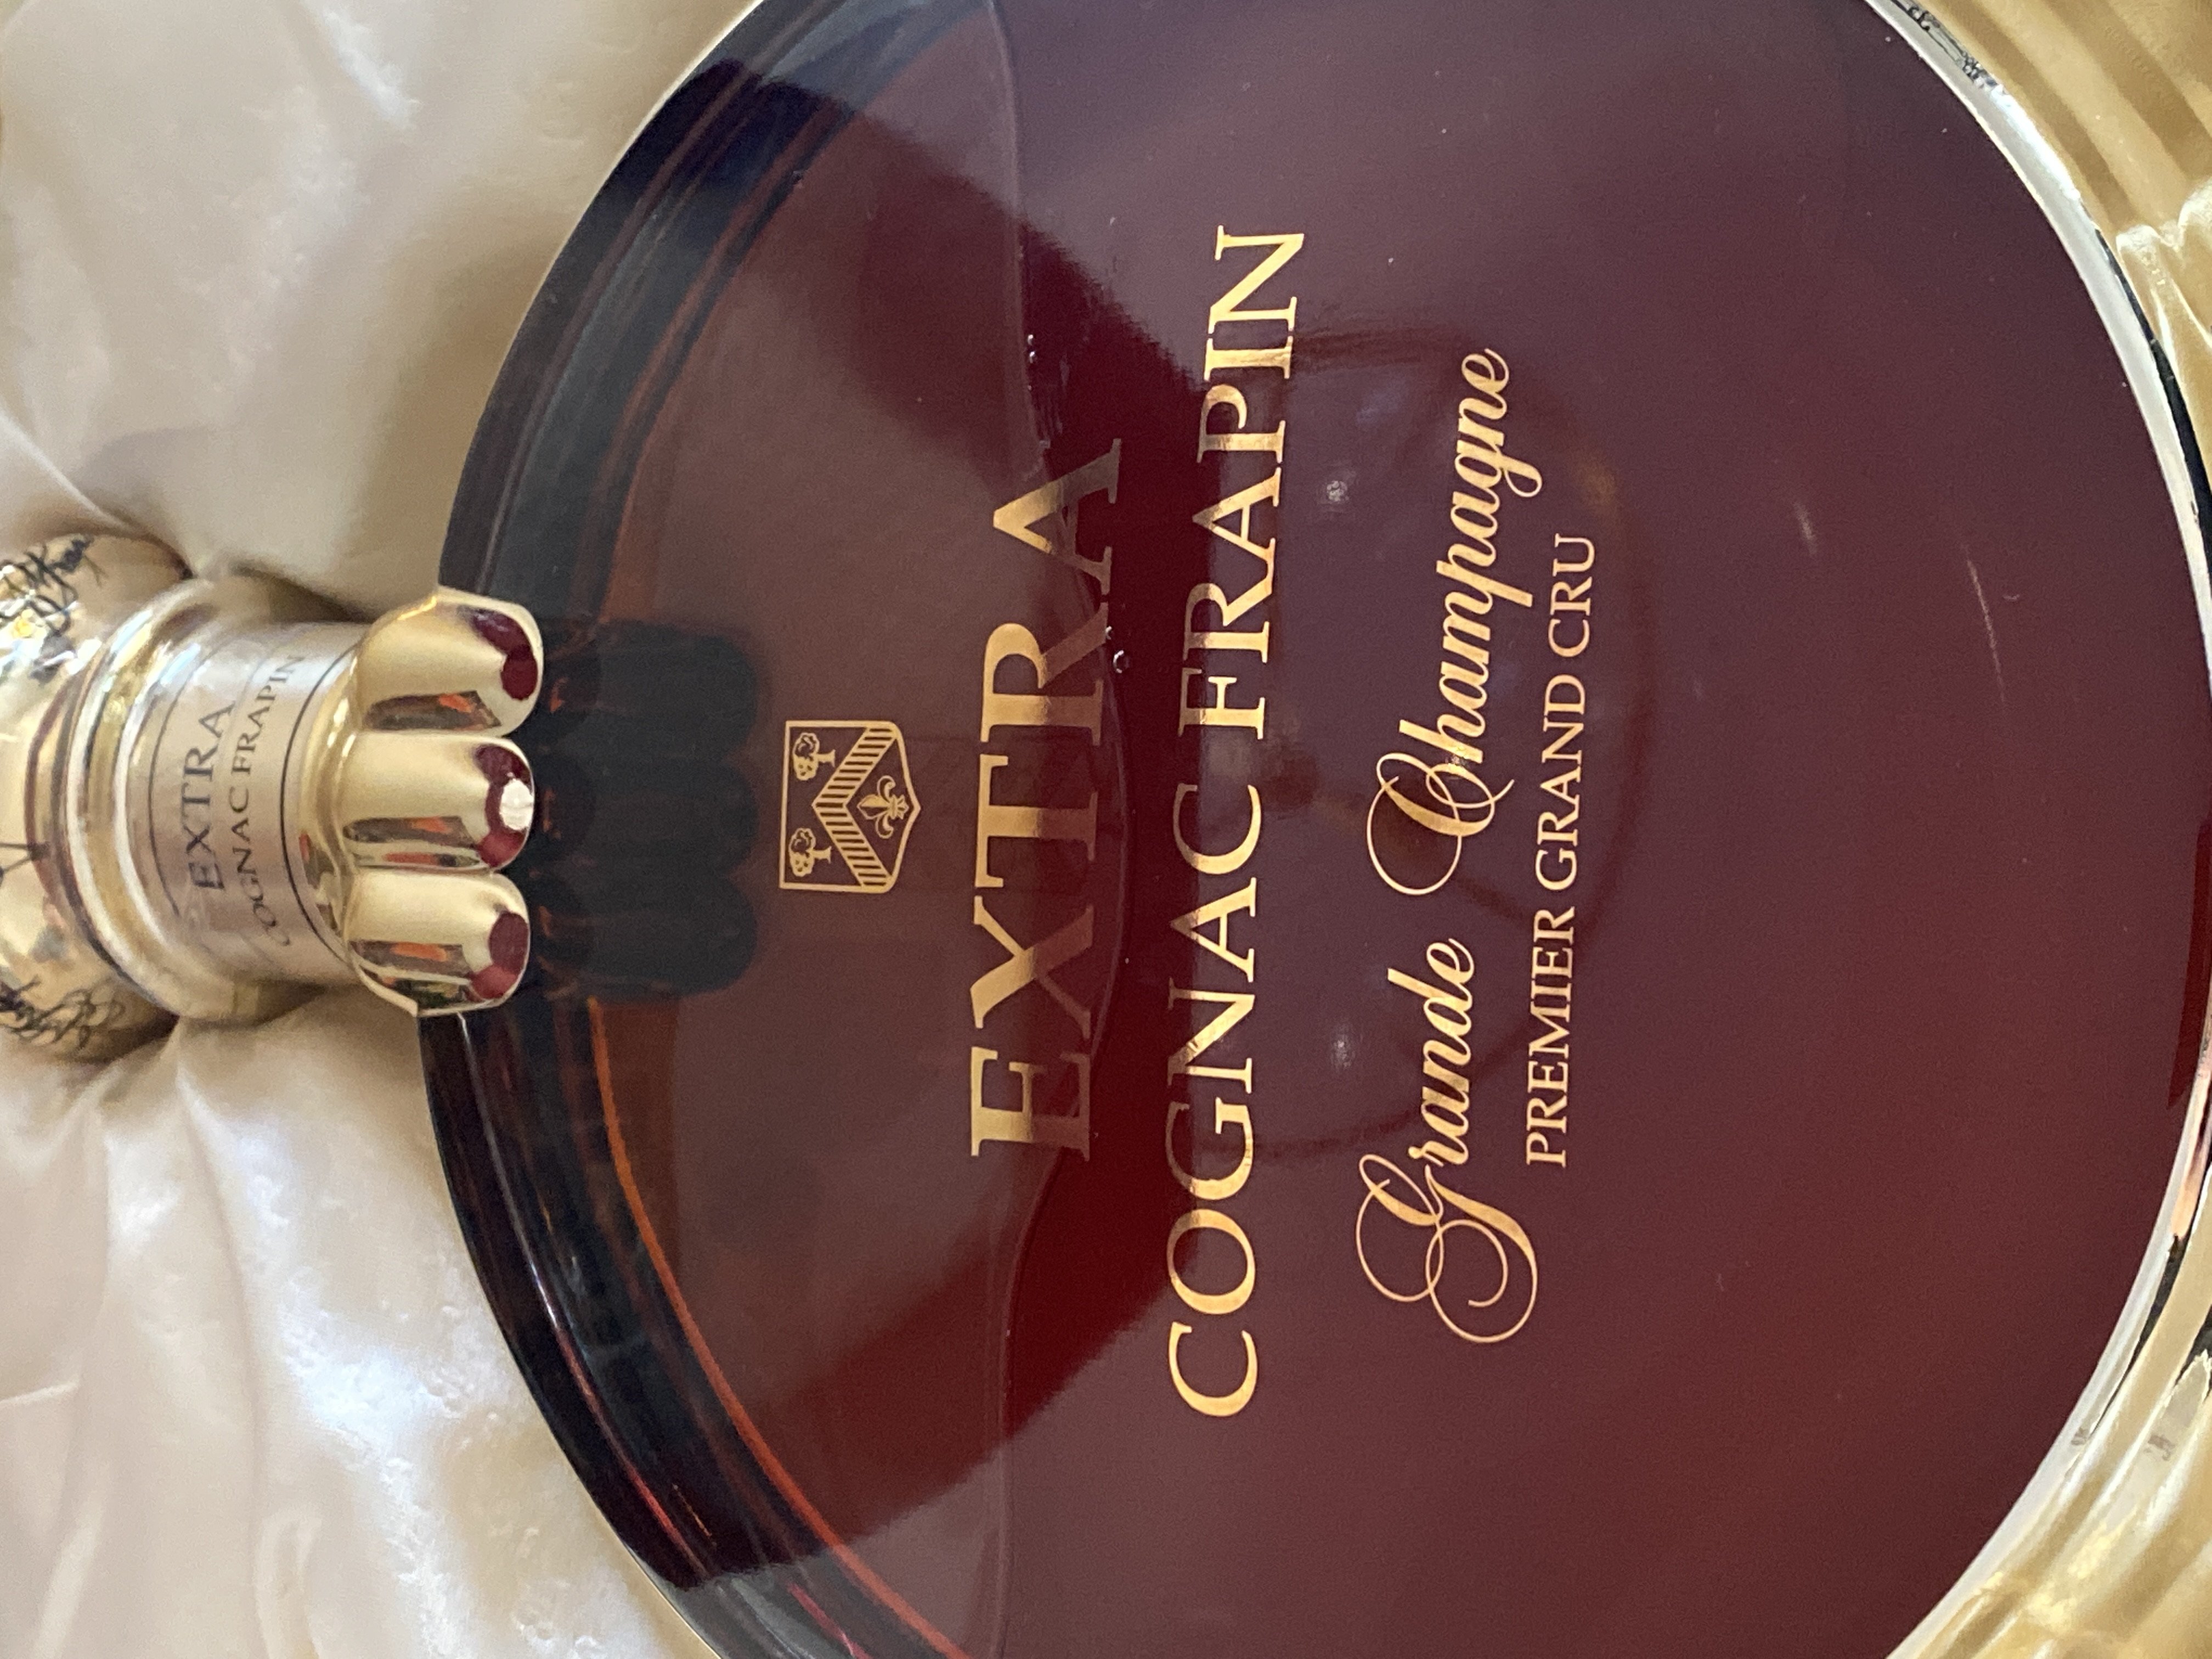 EXTRA
COGNAC FRAPIN
EXTRA
COGNAC FRAPIN
Grande Champagne
PREMIER GRAND CRU